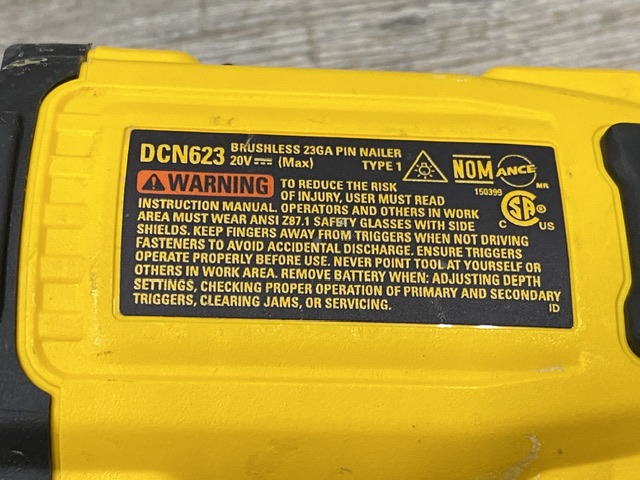 DCN623 BRUSHLESS 23GA PIN NAILER
20V (Max) TYPE 1
NOM ANCE MR
150399
WARNING TO REDUCE THE RISK
OF INJURY, USER MUST READ
INSTRUCTION MANUAL. OPERATORS AND OTHERS IN WORK
AREA MUST WEAR ANSI Z87.1 SAFETY GLASSES WITH SIDE
SHIELDS. KEEP FINGERS AWAY FROM TRIGGERS WHEN NOT DRIVING
FASTENERS TO AVOID ACCIDENTAL DISCHARGE. ENSURE TRIGGERS
OPERATE PROPERLY BEFORE USE. NEVER POINT TOOL AT YOURSELF OR
OTHERS IN WORK AREA. REMOVE BATTERY WHEN: ADJUSTING DEPTH
SETTINGS, CHECKING PROPER OPERATION OF PRIMARY AND SECONDARY
TRIGGERS, CLEARING JAMS, OR SERVICING.
C SA US
ID